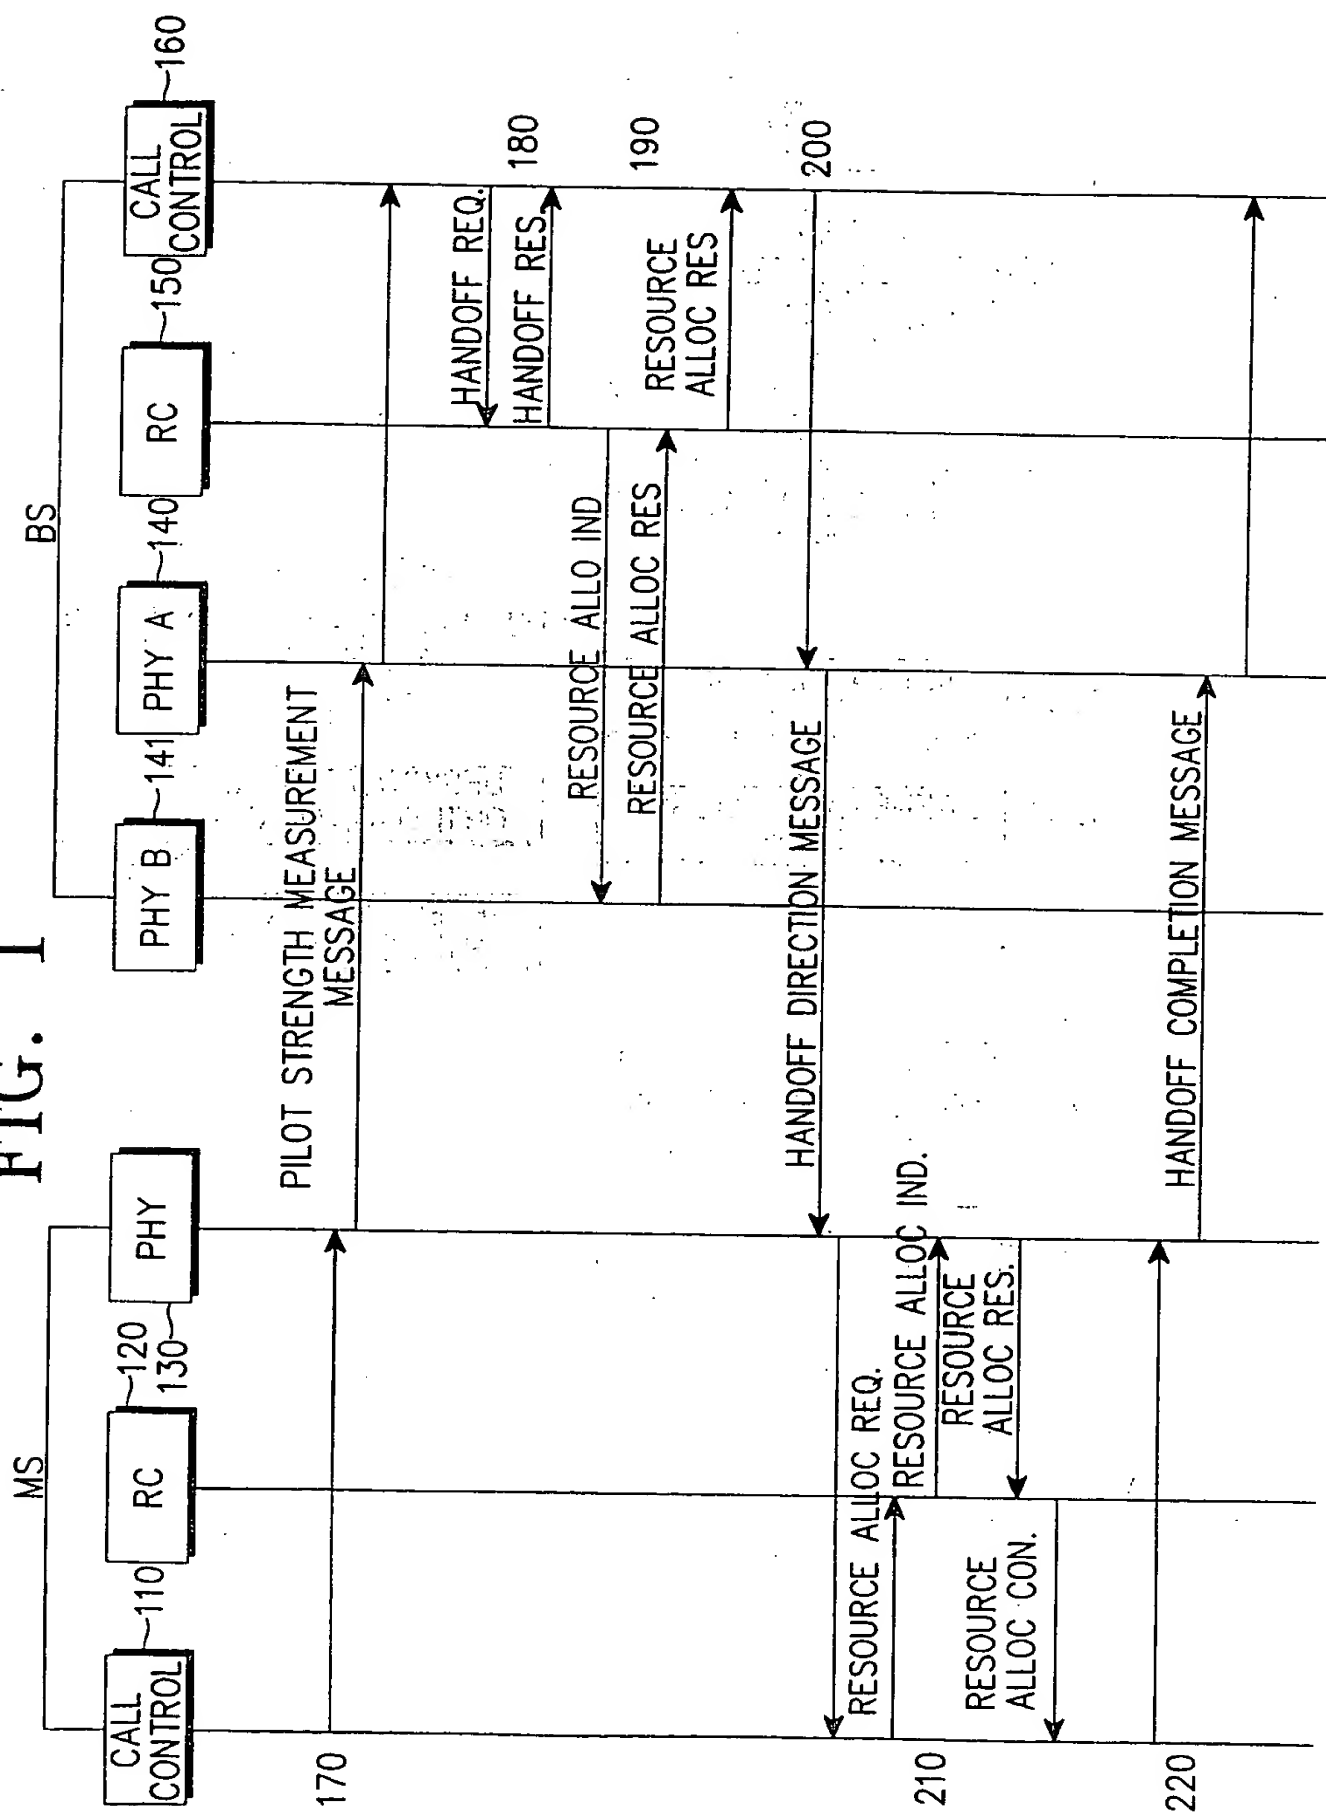 FIG. 1
MS
BS
CALL
CONTROL
110
RC
120
PHY
130
PHY B
141
PHY A
140
RC
150
CALL
CONTROL
160
170
PILOT STRENGTH MEASUREMENT
MESSAGE
HANDOFF REQ.
HANDOFF RES.
180
RESOURCE ALLO IND
RESOURCE ALLOC RES
190
RESOURCE
ALLOC RES
200
HANDOFF DIRECTION MESSAGE
RESOURCE ALLOC REQ.
210
RESOURCE ALLOC IND.
RESOURCE
ALLOC RES.
RESOURCE
ALLOC CON.
220
HANDOFF COMPLETION MESSAGE